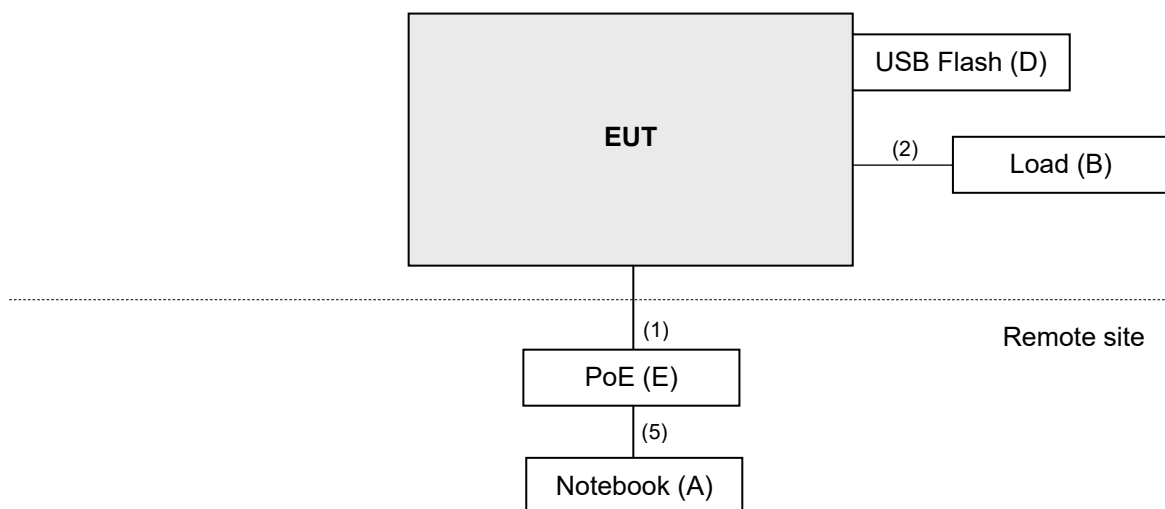 USB Flash (D)
EUT
(2)
Load (B)
(1)
Remote site
PoE (E)
(5)
Notebook (A)